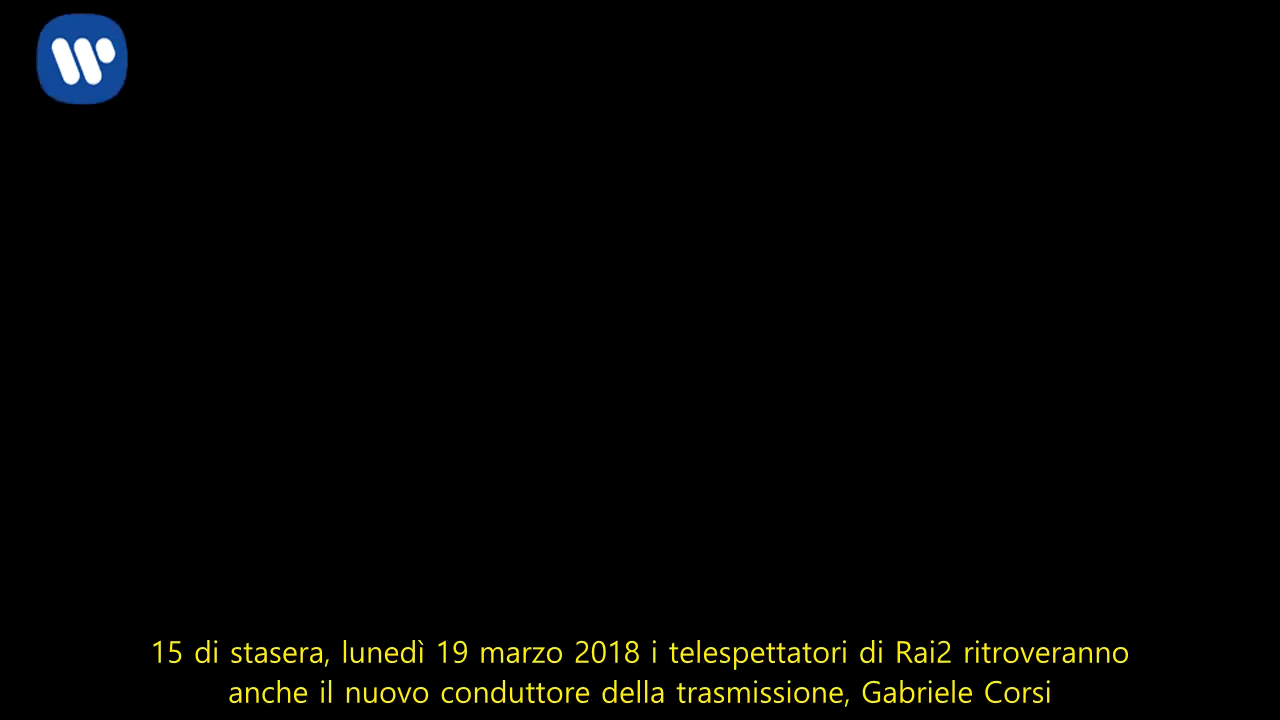 15 di stasera, lunedì 19 marzo 2018 i telespettatori di Rai2 ritroveranno
anche il nuovo conduttore della trasmissione, Gabriele Corsi